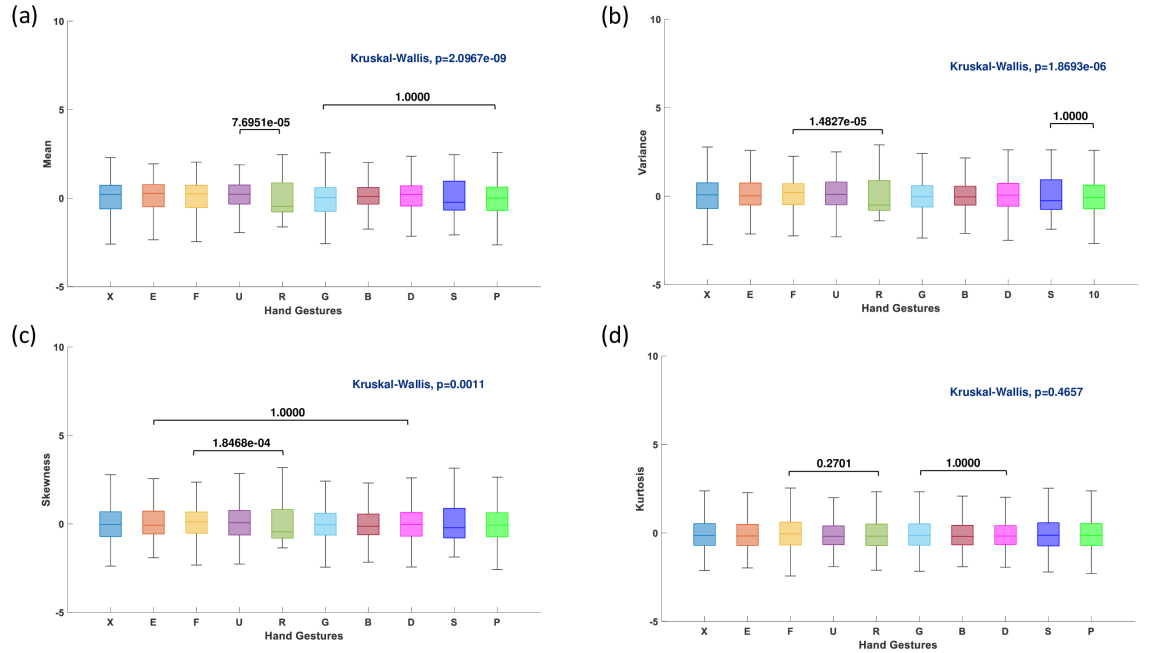 (a)
10
5
0
-5
Mean
Kruskal-Wallis, p=2.0967e-09
1.0000
7.6951e-05
X E F U R G B D S P
Hand Gestures
(b)
10
5
0
-5
Variance
Kruskal-Wallis, p=1.8693e-06
1.4827e-05
1.0000
X E F U R G B D S 10
Hand Gestures
(c)
10
5
0
-5
Skewness
Kruskal-Wallis, p=0.0011
1.0000
1.8468e-04
X E F U R G B D S P
Hand Gestures
(d)
10
5
0
-5
Kurtosis
Kruskal-Wallis, p=0.4657
0.2701
1.0000
X E F U R G B D S P
Hand Gestures